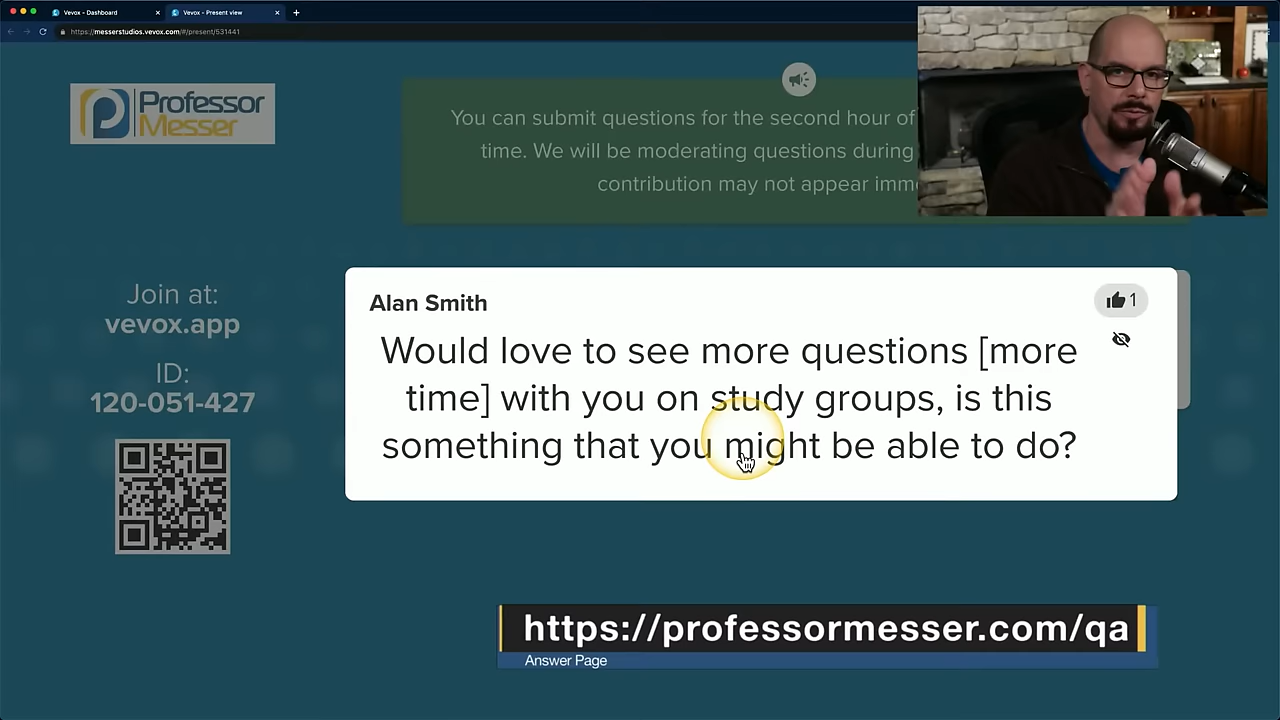 Vevox - Dashboard
Vevox - Present view
https://messerstudios.vevox.com/#/present/531441
Professor
Messer
You can submit questions for the second hour of
time. We will be moderating questions during
contribution may not appear
Join at:
vevox.app
ID:
120-051-427
Alan Smith
1
Would love to see more questions [more
time] with you on study groups, is this
something that you might be able to do?
https://professormesser.com/qa
Answer Page